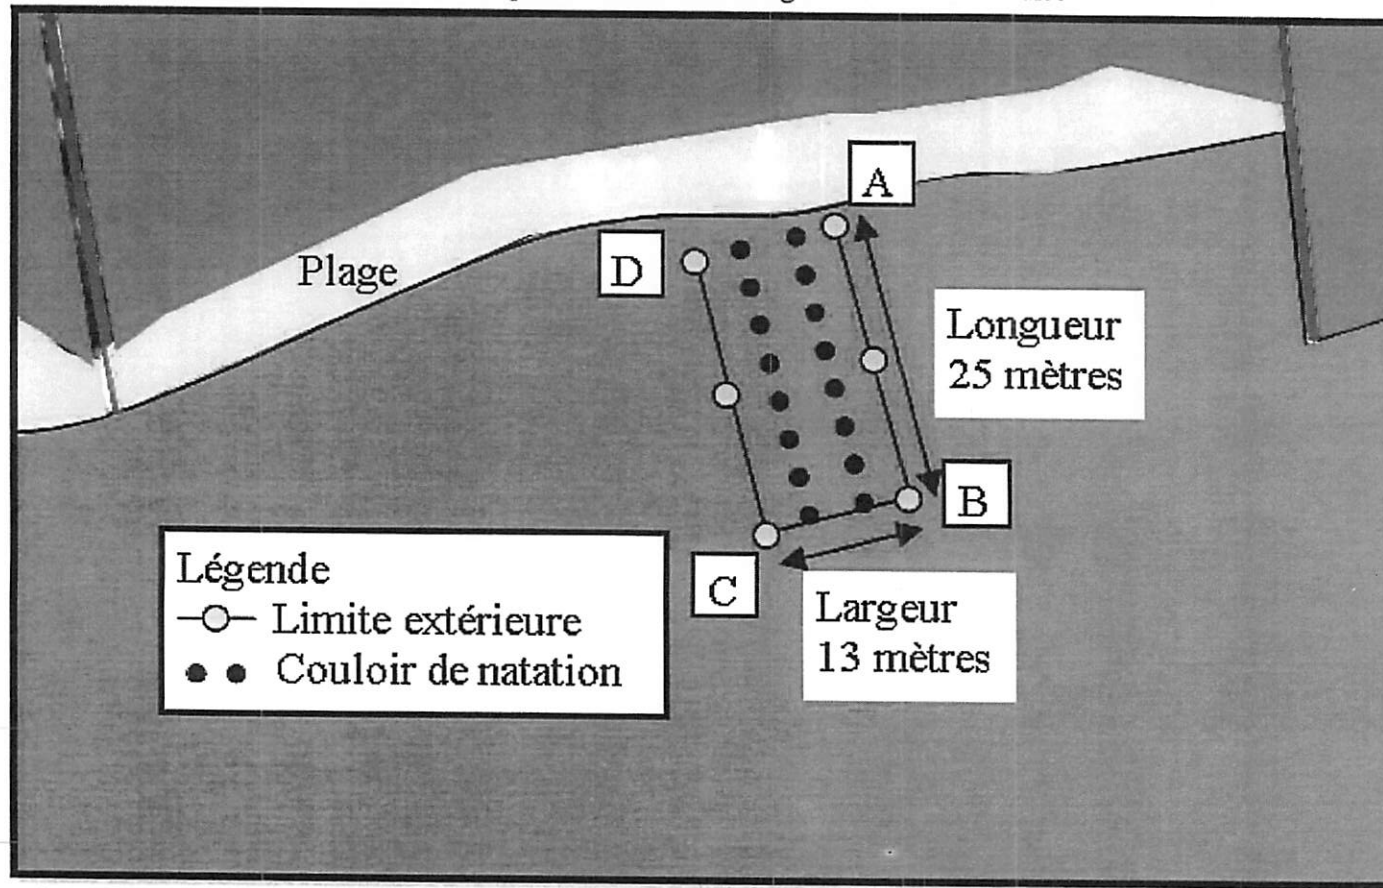 A
D
Plage
Longueur
25 mètres
B
C
Largeur
13 mètres
Légende
Limite extérieure
Couloir de natation